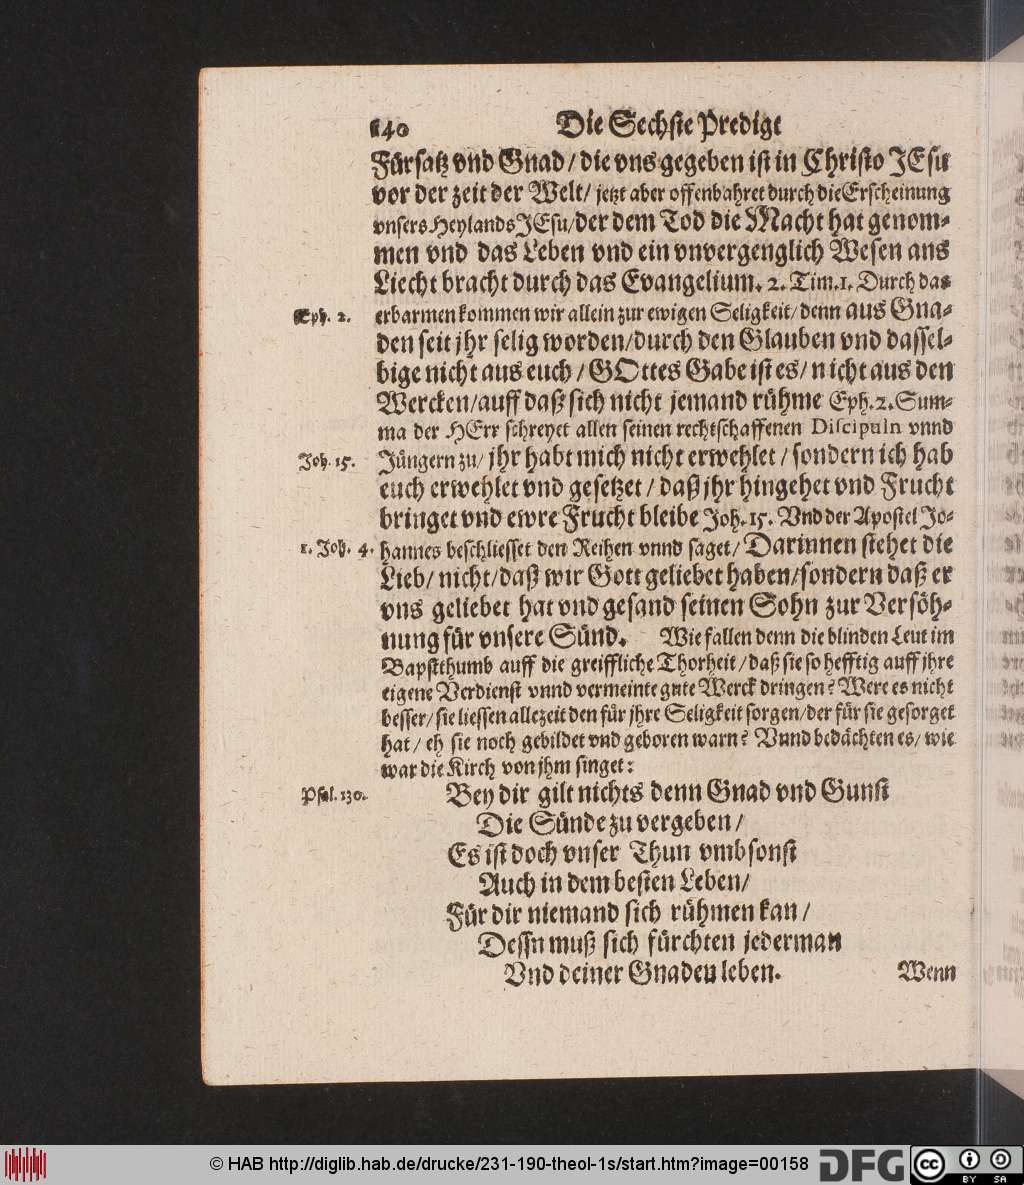 140 Die Sechste Predigt
Fürsatz vnd Gnad / die vns gegeben ist in Christo JEsu
vor der zeit der Welt / jetzt aber offenbahret durch die Erscheinung
vnsers Heylands JEsu / der dem Tod die Macht hat genom-
men vnd das Leben vnd ein vnvergenglich Wesen ans
Liecht bracht durch das Evangelium. 2. Tim. 1. Durch das
Eph. 2. erbarmen kommen wir allein zur ewigen Seligkeit / denn aus Gna-
den seit jhr selig worden / durch den Glauben vnd dassel-
bige nicht aus euch / GOttes Gabe ist es / nicht aus den
Wercken / auff daß sich nicht jemand rühme Eph. 2. Sum-
ma der HErr schreyet allen seinen rechtschaffenen Discipuln vnnd
Joh. 15. Jüngern zu / jhr habt mich nicht erwehlet / sondern ich hab
euch erwehlet vnd gesetzet / daß jhr hingehet vnd Frucht
bringet vnd ewre Frucht bleibe Joh. 15. Vnd der Apostel Jo-
1. Joh. 4. hannes beschliesset den Reihen vnnd saget / Darinnen stehet die
Lieb / nicht / daß wir Gott geliebet haben / sondern daß er
vns geliebet hat vnd gesand seinen Sohn zur Versöh-
nung für vnsere Sünd. Wie fallen denn die blinden Leut im
Bapstthumb auff die greiffliche Thorheit / daß sie so hefftig auff jhre
eigene Verdienst vnnd vermeinte gute Werck dringen? Were es nicht
besser / sie liessen allezeit den für jhre Seligkeit sorgen / der für sie gesorget
hat / eh sie noch gebildet vnd geboren warn? Vnnd bedächten es / wie
war die Kirch von jhm singet:
Psal. 130. Bey dir gilt nichts denn Gnad vnd Gunst
Die Sünde zu vergeben /
Es ist doch vnser Thun vmbsonst
Auch in dem besten Leben /
Für dir niemand sich rühmen kan /
Dessn muß sich fürchten jederman
Vnd deiner Gnaden leben. Wenn
© HAB http://diglib.hab.de/drucke/231-190-theol-1s/start.htm?image=00158 DFG cc BY SA